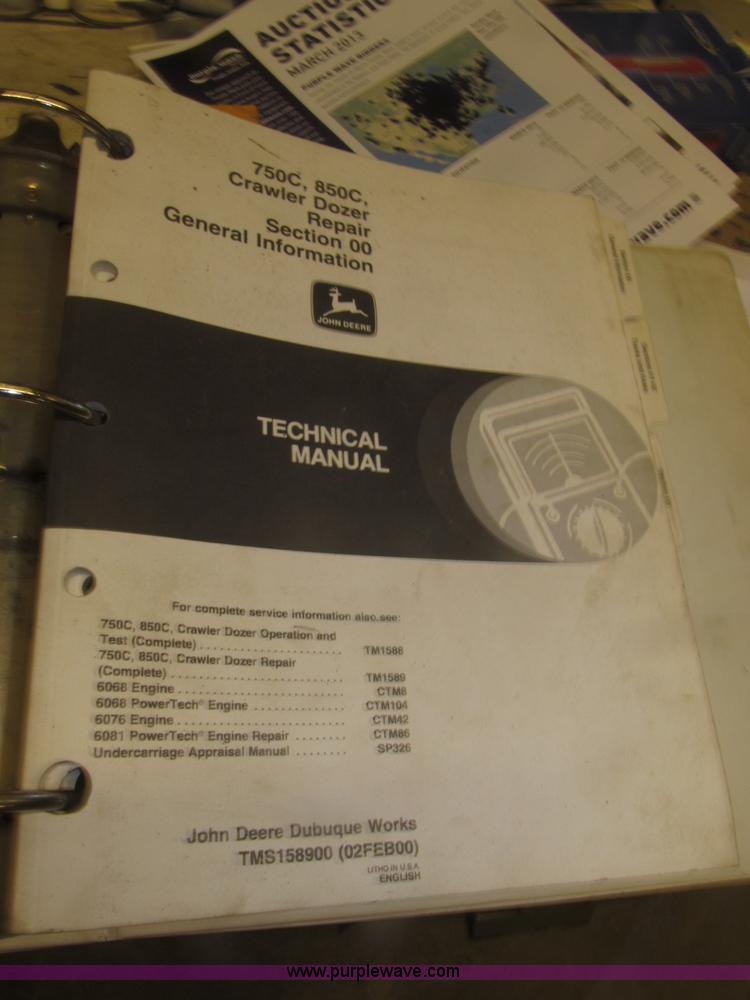 AUCTION
STATISTIC
MARCH 2013
PURPLE WAVE
750C, 850C,
Crawler Dozer
Repair
Section 00
General Information
JOHN DEERE
TECHNICAL
MANUAL
For complete service information also see:
750C, 850C, Crawler Dozer Operation and
Test (Complete) . . . . . . . . . . . . . . . . . . . . . . TM1588
750C, 850C, Crawler Dozer Repair
(Complete) . . . . . . . . . . . . . . . . . . . . . . . . . . . TM1589
6068 Engine . . . . . . . . . . . . . . . . . . . . . . . . . . CTM8
6068 PowerTech® Engine . . . . . . . . . . . . . . CTM104
6076 Engine . . . . . . . . . . . . . . . . . . . . . . . . . . CTM42
6081 PowerTech® Engine Repair . . . . . . . . CTM86
Undercarriage Appraisal Manual . . . . . . . . SP326
John Deere Dubuque Works
TMS158900 (02FEB00)
LITHO IN U.S.A.
ENGLISH
www.purplewave.com